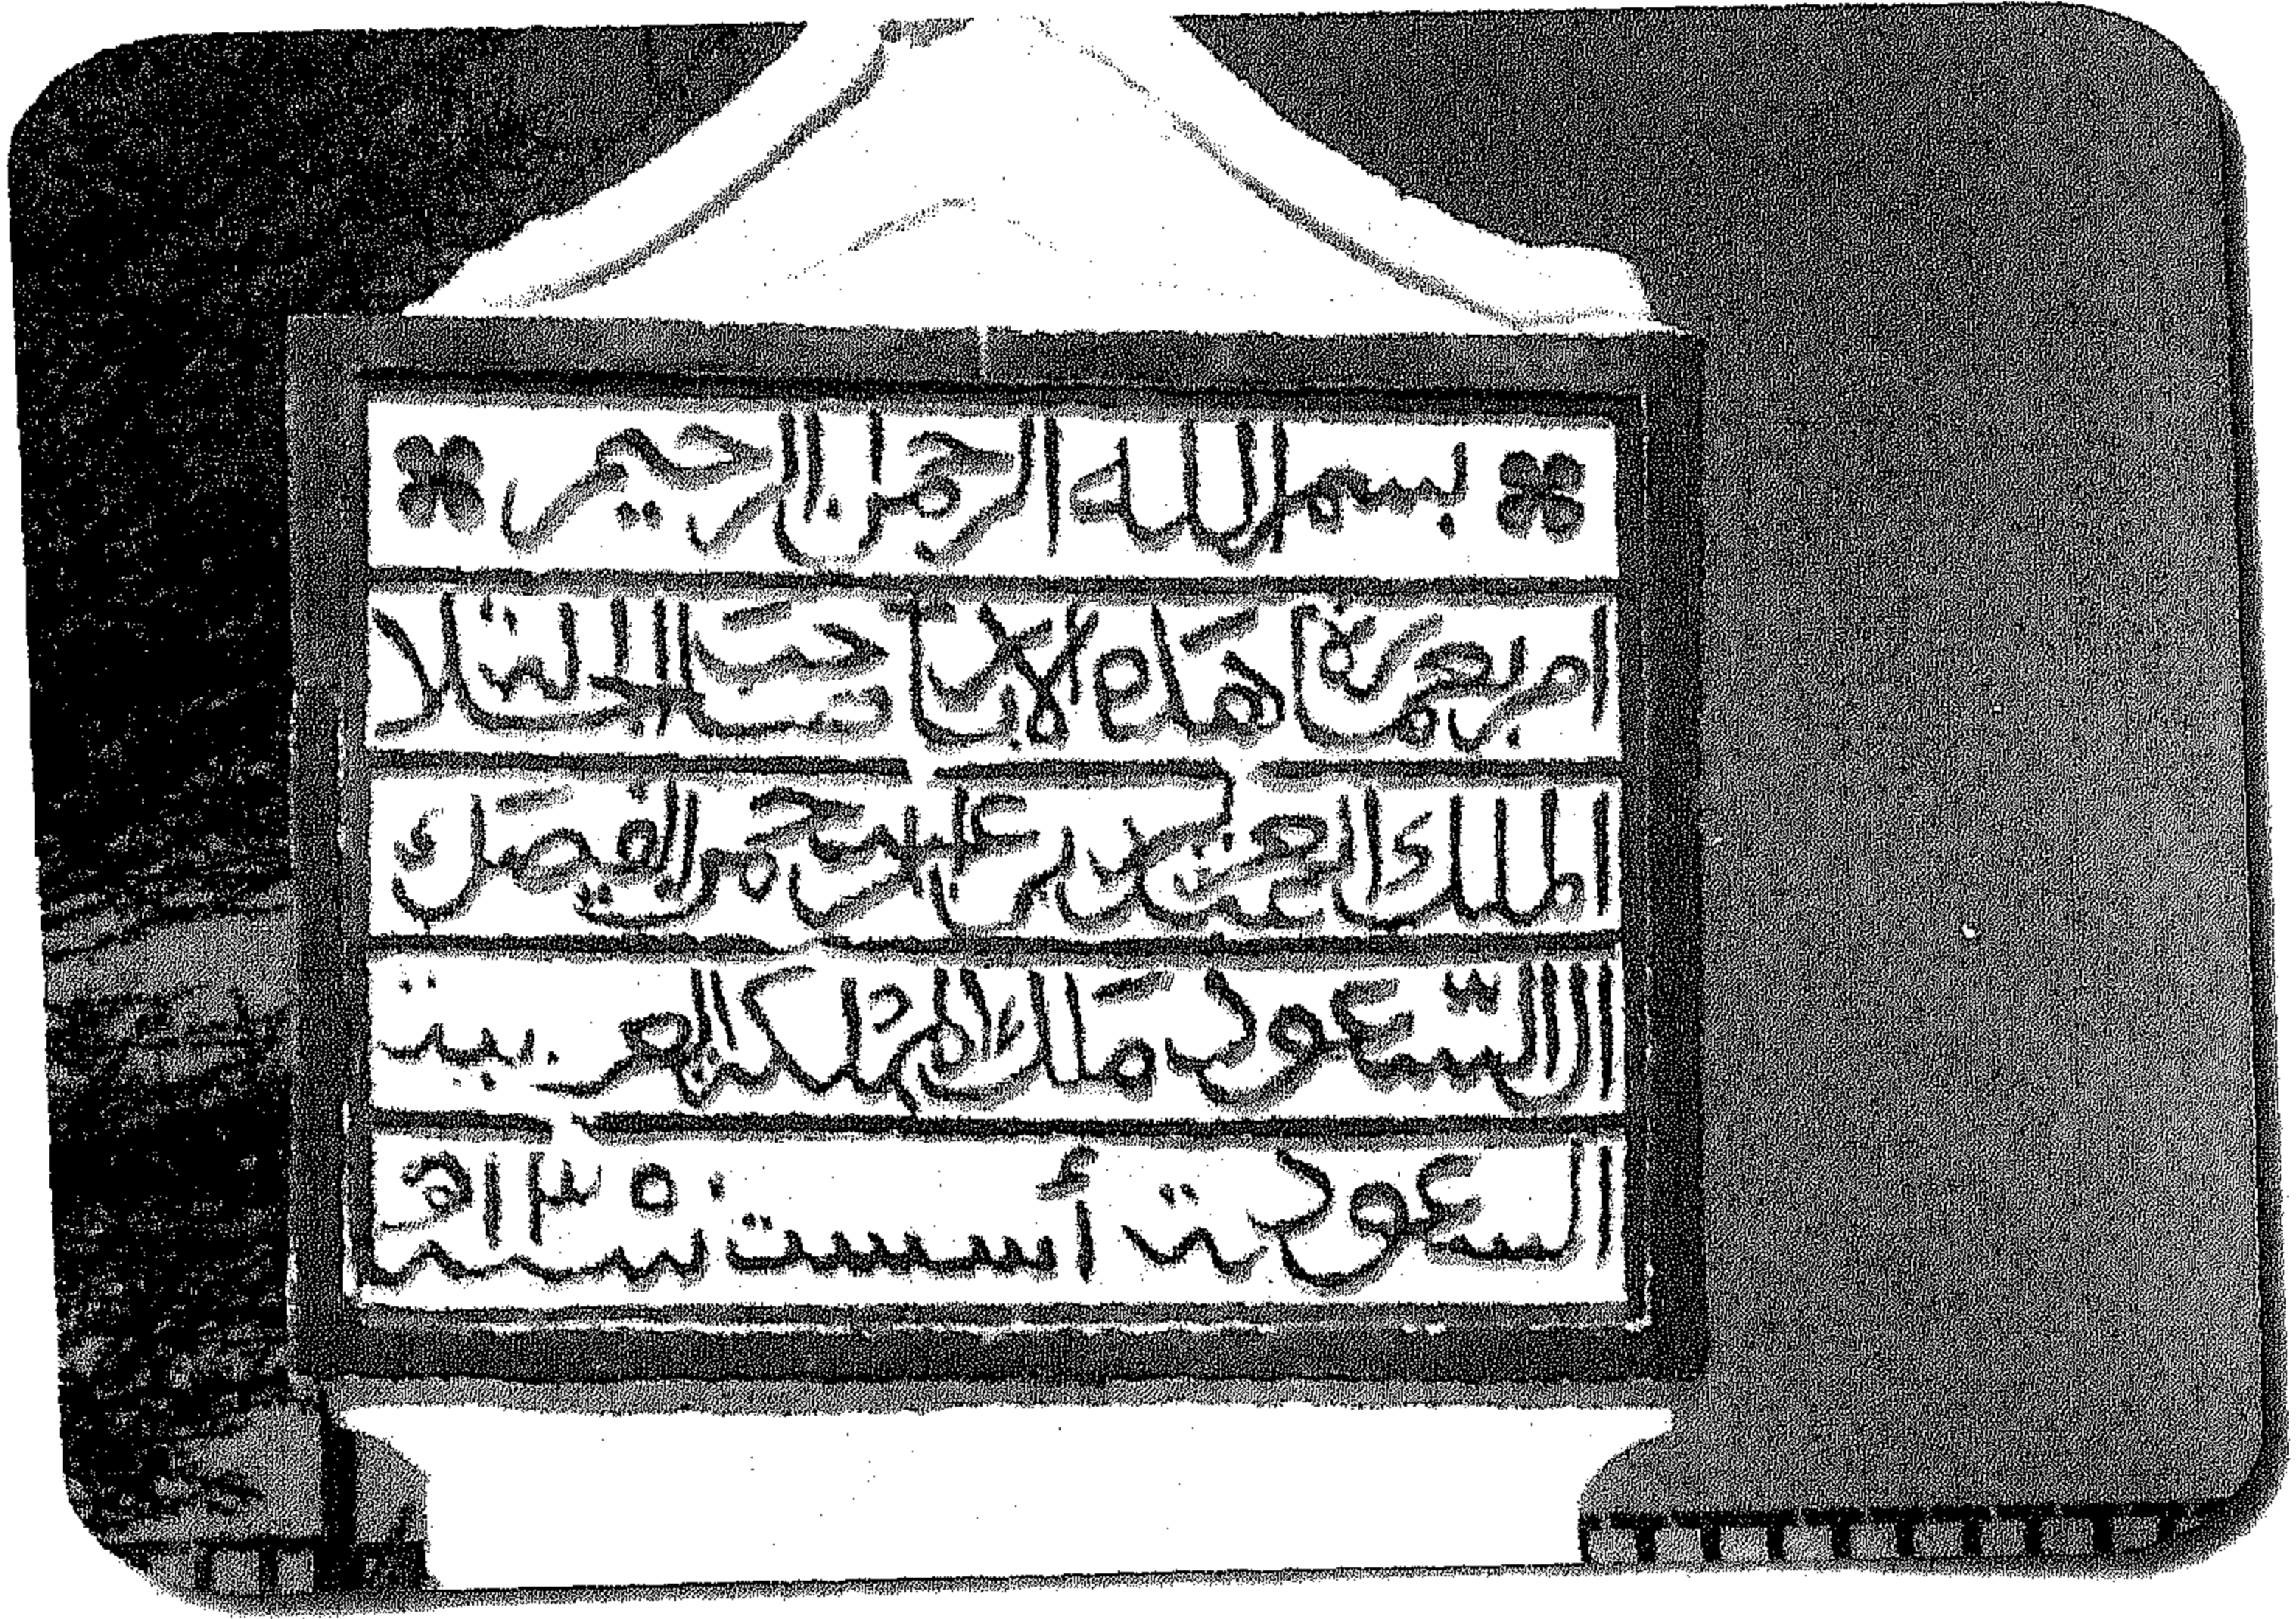 بسم الله الرحمن الرحيم
امر بعمارة هذه الابار صاحب الجلالة
الملك عبد العزيز بن عبد الرحمن الفيصل
ال السعود ملك المملكة العربية
السعودية أسست سنة ١٣٥٠ هـ